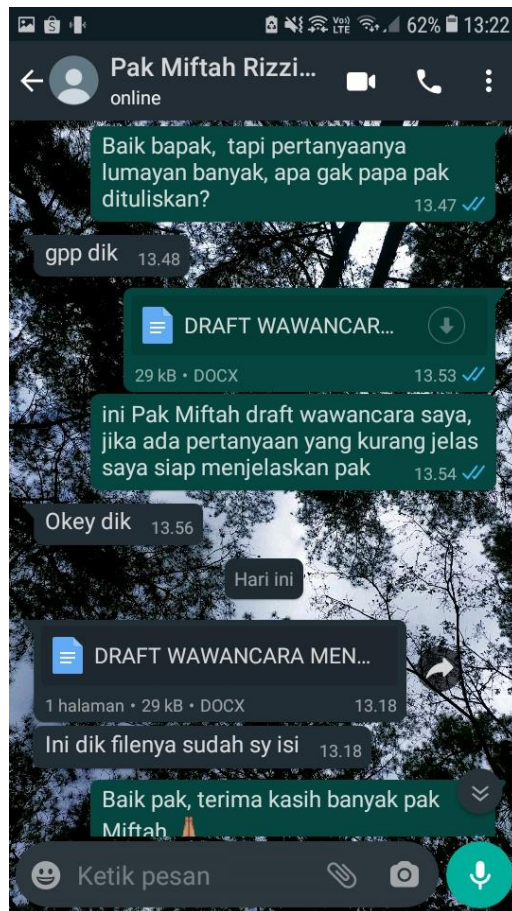 62% 13:22
Pak Miftah Rizzi...
online
Baik bapak, tapi pertanyaanya
lumayan banyak, apa gak papa pak
dituliskan?
13.47
gpp dik 13.48
DRAFT WAWANCAR...
29 kB • DOCX 13.53
ini Pak Miftah draft wawancara saya,
jika ada pertanyaan yang kurang jelas
saya siap menjelaskan pak 13.54
Okey dik 13.56
Hari ini
DRAFT WAWANCARA MEN...
1 halaman • 29 kB • DOCX 13.18
Ini dik filenya sudah sy isi 13.18
Baik pak, terima kasih banyak pak
Miftah
Ketik pesan